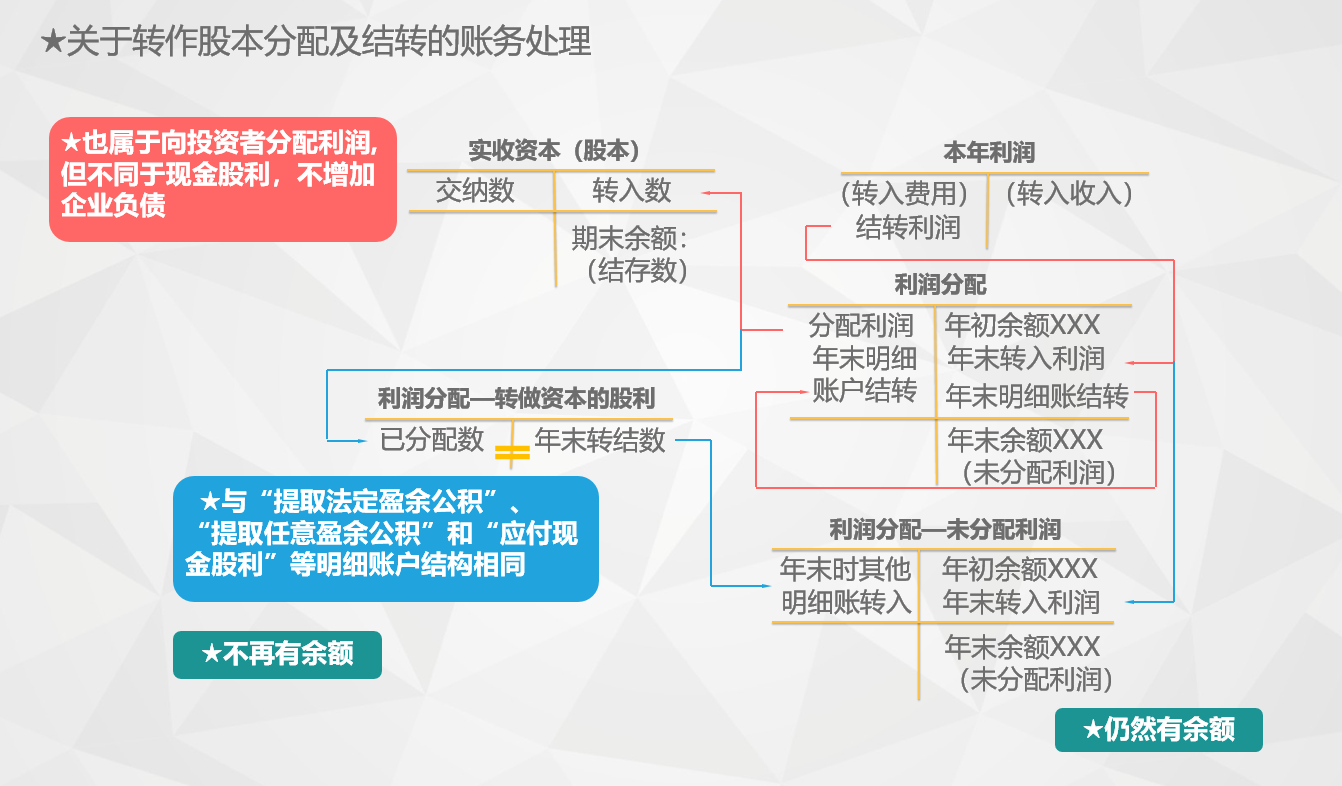 ★关于转作股本分配及结转的账务处理
★也属于向投资者分配利润,
但不同于现金股利，不增加
企业负债
实收资本（股本）
交纳数
转入数
期末余额：
（结存数）
本年利润
（转入费用）
（转入收入）
结转利润
利润分配
分配利润
年初余额XXX
年末明细
年末转入利润
账户结转
年末明细账结转
年末余额XXX
（未分配利润）
利润分配—转做资本的股利
已分配数
年末转结数
★与“提取法定盈余公积”、
“提取任意盈余公积”和“应付现
金股利”等明细账户结构相同
★不再有余额
利润分配—未分配利润
年末时其他
年初余额XXX
明细账转入
年末转入利润
年末余额XXX
（未分配利润）
★仍然有余额